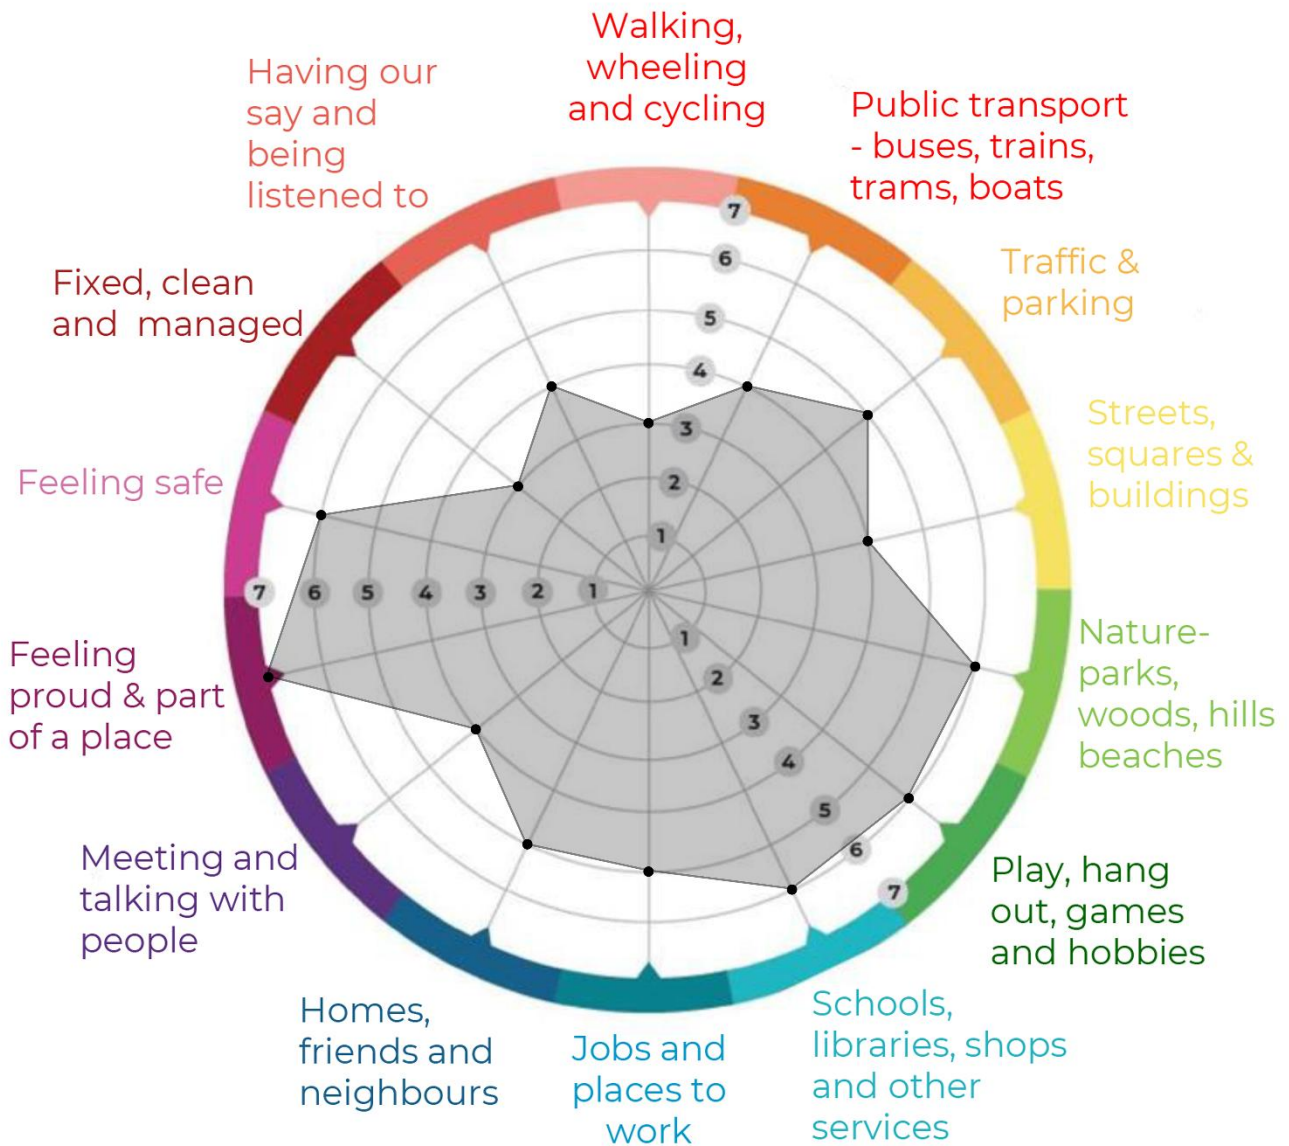 Walking,
wheeling
and cycling
Public transport
- buses, trains,
trams, boats
Traffic &
parking
Streets,
squares &
buildings
Nature-
parks,
woods, hills
beaches
Play, hang
out, games
and hobbies
Schools,
libraries, shops
and other
services
Jobs and
places to
work
Homes,
friends and
neighbours
Meeting and
talking with
people
Feeling
proud & part
of a place
Feeling safe
Fixed, clean
and managed
Having our
say and
being
listened to
7
6
5
4
3
2
1
7 6 5 4 3 2 1
1
2
3
4
5
6
7